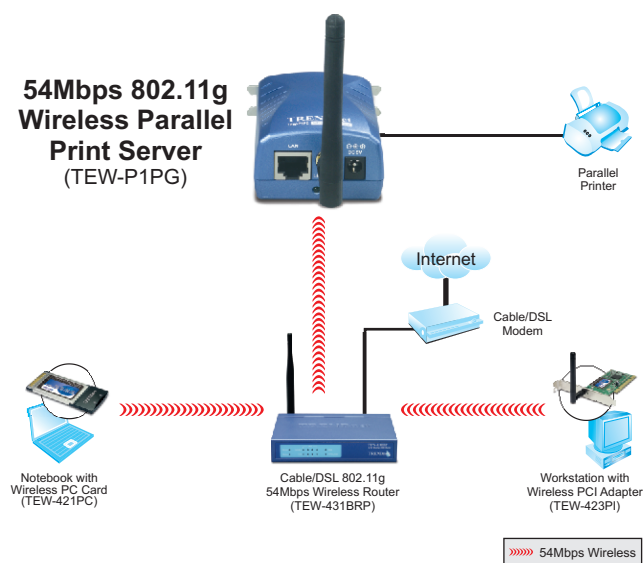 54Mbps 802.11g
Wireless Parallel
Print Server
(TEW-P1PG)
LAN
Parallel
Printer
Internet
Cable/DSL
Modem
Notebook with
Wireless PC Card
(TEW-421PC)
Cable/DSL 802.11g
54Mbps Wireless Router
(TEW-431BRP)
Workstation with
Wireless PCI Adapter
(TEW-423PI)
54Mbps Wireless